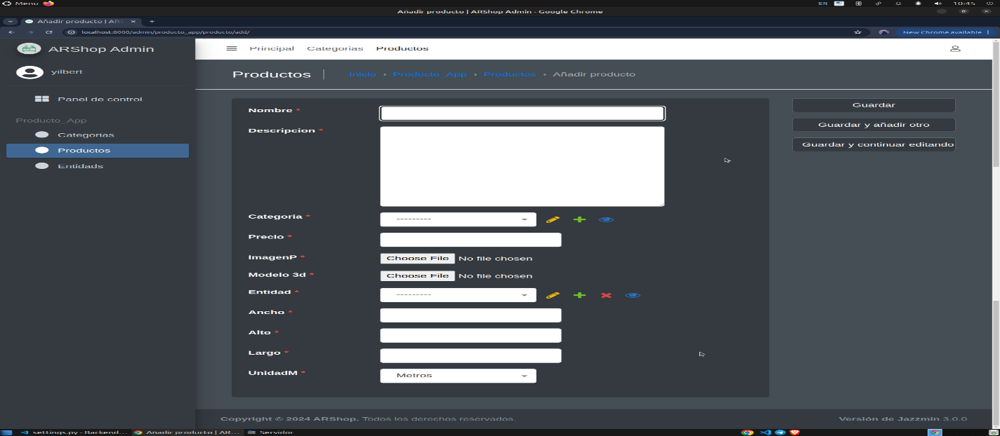 Menu EN 10:45
Añadir producto | ARShop Admin - Google Chrome
Añadir producto | AR
localhost:8000/admin/producto_app/producto/add/ New Chrome available
ARShop Admin
yilbert
Panel de control
Producto_App
Categorias
Productos
Entidads
Principal Categorias Productos
Productos Inicio > Producto_App > Productos > Añadir producto
Nombre *
Descripcion *
Categoria * ---------
Precio *
ImagenP * Choose File No file chosen
Modelo 3d * Choose File No file chosen
Entidad * ---------
Ancho *
Alto *
Largo *
UnidadM * Metros
Guardar
Guardar y añadir otro
Guardar y continuar editando
Copyright © 2024 ARShop. Todos los derechos reservados. Versión de Jazzmin 3.0.0
settings.py - Backend... Añadir producto | AR... Servidor